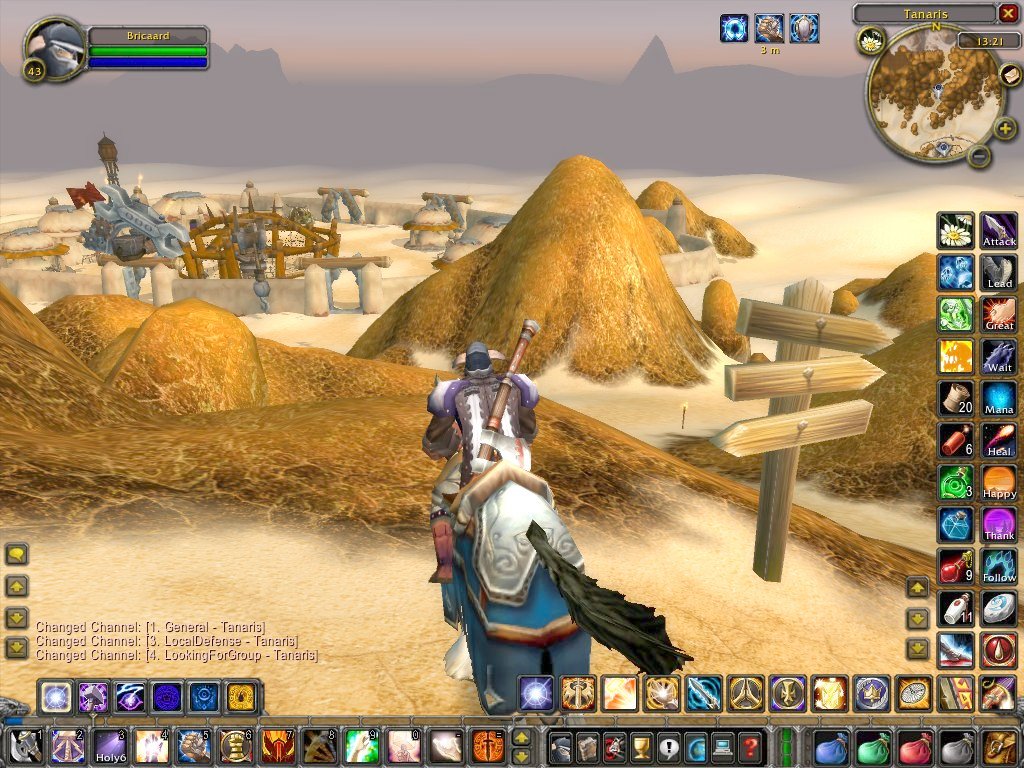 Bricaard
43
3 m
Tanaris
N
13:21
Attack
Lead
Great
Wait
20
Mana
6
Heal
3
Happy
Thank
9
Follow
11
Changed Channel: [1. General - Tanaris]
Changed Channel: [3. LocalDefense - Tanaris]
Changed Channel: [4. LookingForGroup - Tanaris]
1 2 3 4 5 6 7 8 9 0 - =
Holy6